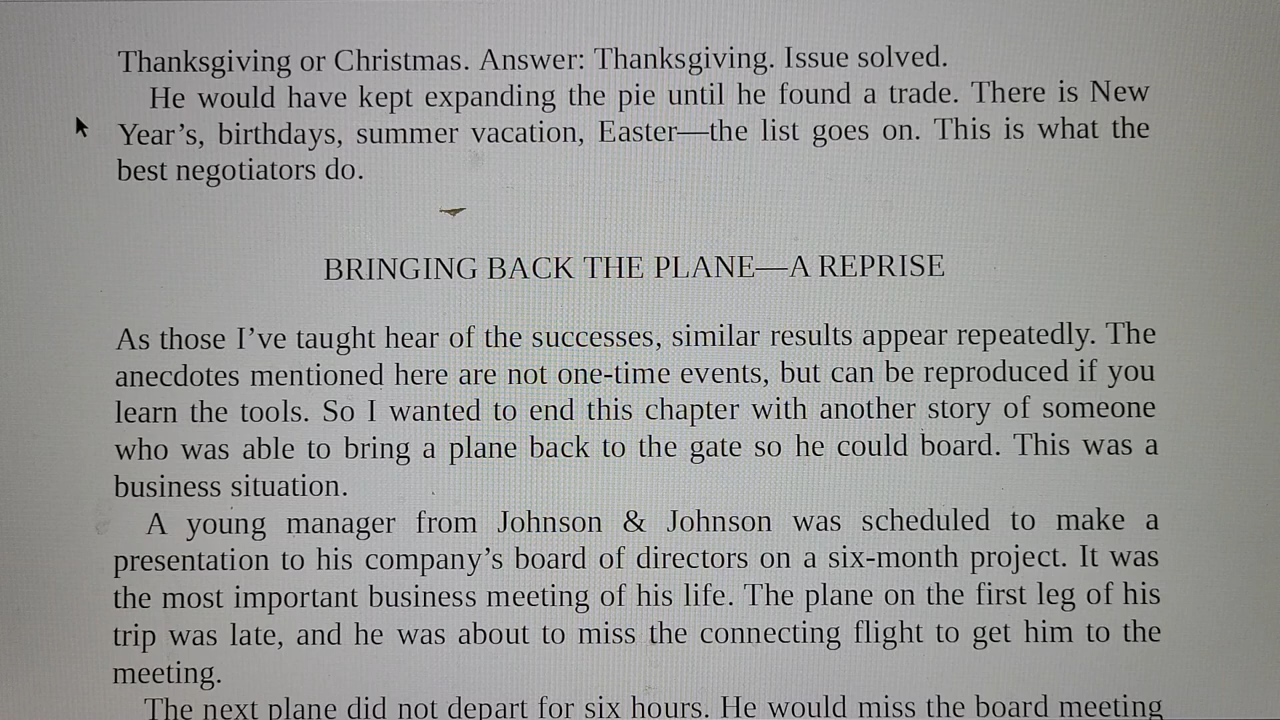 Thanksgiving or Christmas. Answer: Thanksgiving. Issue solved.
He would have kept expanding the pie until he found a trade. There is New
Year’s, birthdays, summer vacation, Easter—the list goes on. This is what the
best negotiators do.
BRINGING BACK THE PLANE—A REPRISE
As those I’ve taught hear of the successes, similar results appear repeatedly. The
anecdotes mentioned here are not one-time events, but can be reproduced if you
learn the tools. So I wanted to end this chapter with another story of someone
who was able to bring a plane back to the gate so he could board. This was a
business situation.
A young manager from Johnson & Johnson was scheduled to make a
presentation to his company’s board of directors on a six-month project. It was
the most important business meeting of his life. The plane on the first leg of his
trip was late, and he was about to miss the connecting flight to get him to the
meeting.
The next plane did not depart for six hours. He would miss the board meeting